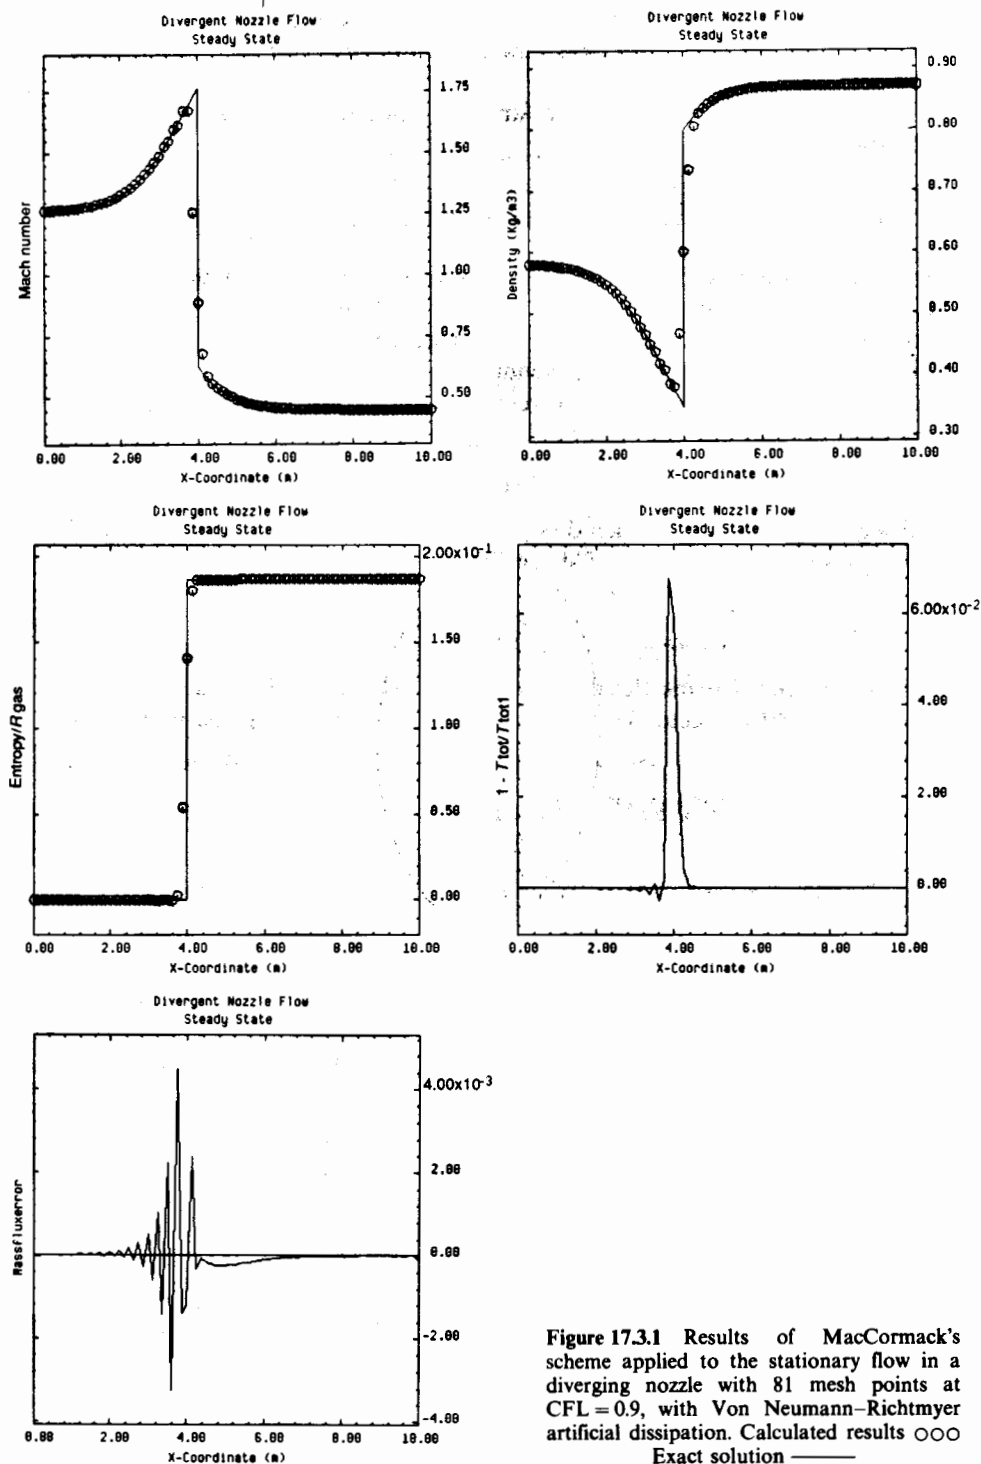 Divergent Nozzle Flow
Steady State
1.75
1.50
1.25
1.00
0.75
0.50
Mach number
0.00 2.00 4.00 6.00 8.00 10.00
X-Coordinate (m)
Divergent Nozzle Flow
Steady State
0.90
0.80
0.70
0.60
0.50
0.40
0.30
Density (Kg/m3)
0.00 2.00 4.00 6.00 8.00 10.00
X-Coordinate (m)
Divergent Nozzle Flow
Steady State
2.00x10-1
1.50
1.00
0.50
0.00
Entropy/Rgas
0.00 2.00 4.00 6.00 8.00 10.00
X-Coordinate (m)
Divergent Nozzle Flow
Steady State
6.00x10-2
4.00
2.00
0.00
1 - Ttot/Ttot1
0.00 2.00 4.00 6.00 8.00 10.00
X-Coordinate (m)
Divergent Nozzle Flow
Steady State
4.00x10-3
2.00
0.00
-2.00
-4.00
Massfluxerror
0.00 2.00 4.00 6.00 8.00 10.00
X-Coordinate (m)
Figure 17.3.1 Results of MacCormack's
scheme applied to the stationary flow in a
diverging nozzle with 81 mesh points at
CFL = 0.9, with Von Neumann–Richtmyer
artificial dissipation. Calculated results ○○○
Exact solution ———